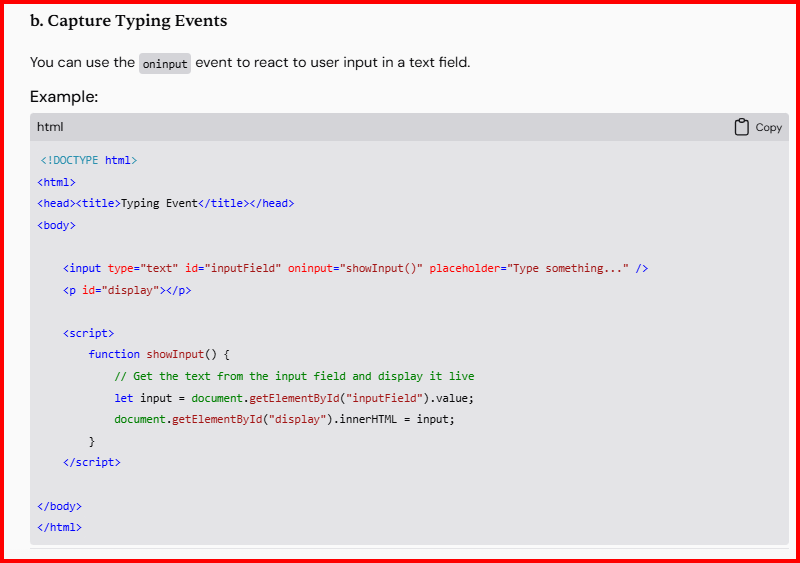 b. Capture Typing Events
You can use the oninput event to react to user input in a text field.
Example:
html
Copy
<!DOCTYPE html>
<html>
<head><title>Typing Event</title></head>
<body>
<input type="text" id="inputField" oninput="showInput()" placeholder="Type something..." />
<p id="display"></p>
<script>
function showInput() {
// Get the text from the input field and display it live
let input = document.getElementById("inputField").value;
document.getElementById("display").innerHTML = input;
}
</script>
</body>
</html>